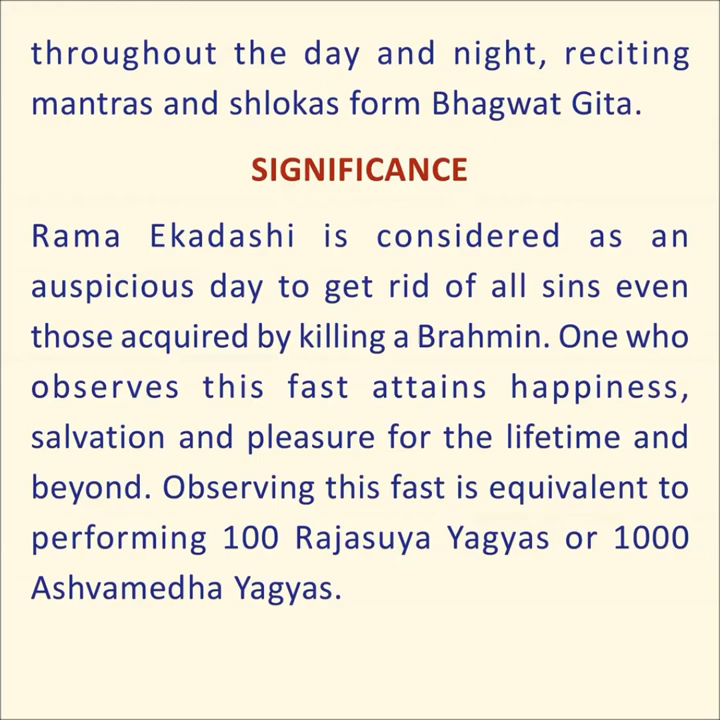 throughout the day and night, reciting
mantras and shlokas form Bhagwat Gita.
SIGNIFICANCE
Rama Ekadashi is considered as an
auspicious day to get rid of all sins even
those acquired by killing a Brahmin. One who
observes this fast attains happiness,
salvation and pleasure for the lifetime and
beyond. Observing this fast is equivalent to
performing 100 Rajasuya Yagyas or 1000
Ashvamedha Yagyas.